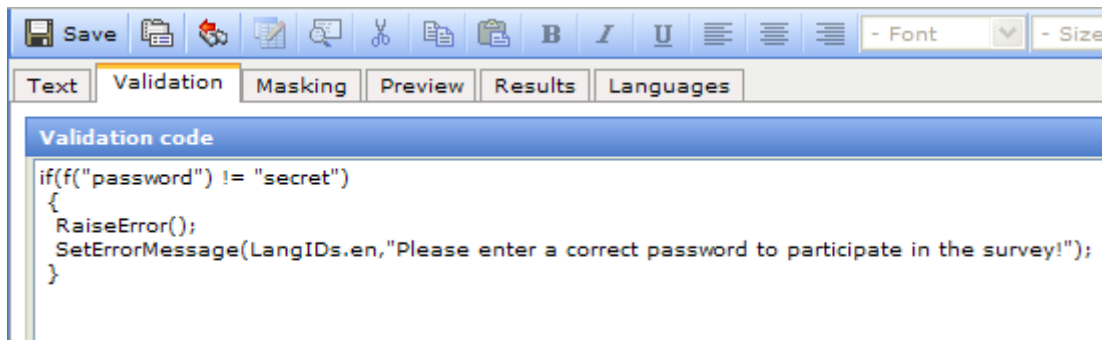 Save B I U - Font - Size
Text Validation Masking Preview Results Languages
Validation code
if(f("password") != "secret")
{
RaiseError();
SetErrorMessage(LangIDs.en,"Please enter a correct password to participate in the survey!");
}